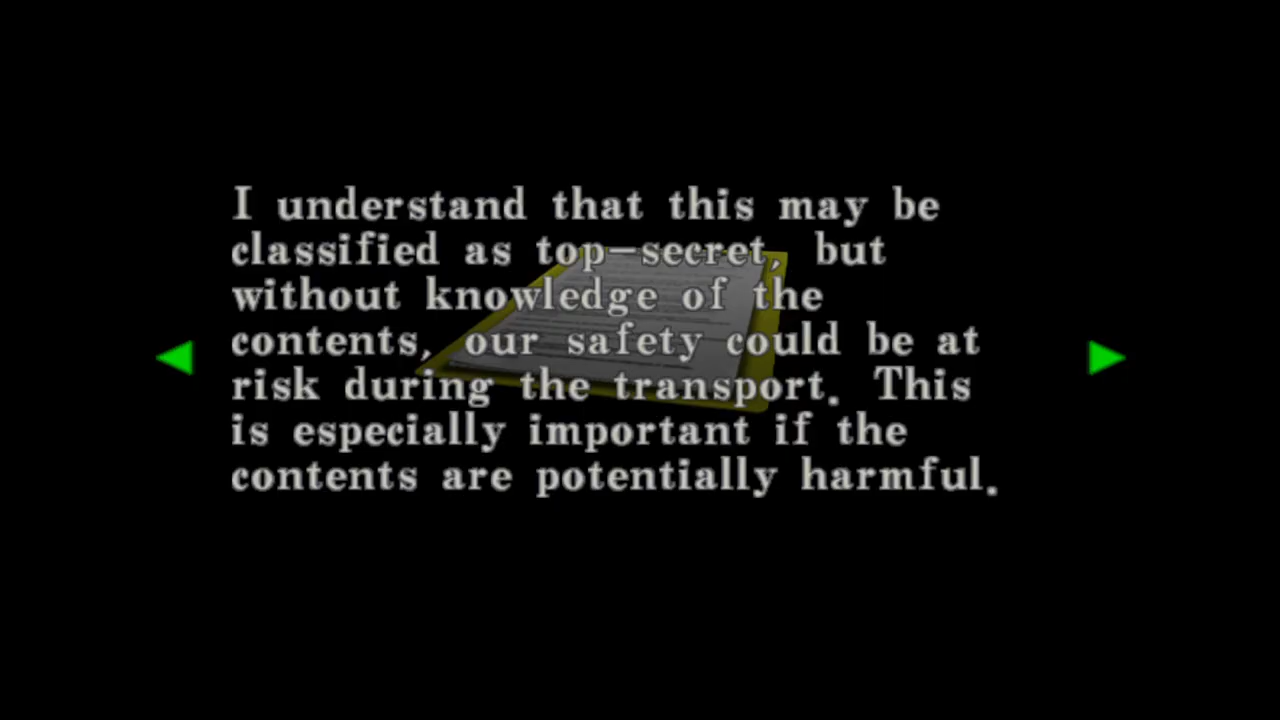 I understand that this may be
classified as top-secret, but
without knowledge of the
contents, our safety could be at
risk during the transport. This
is especially important if the
contents are potentially harmful.